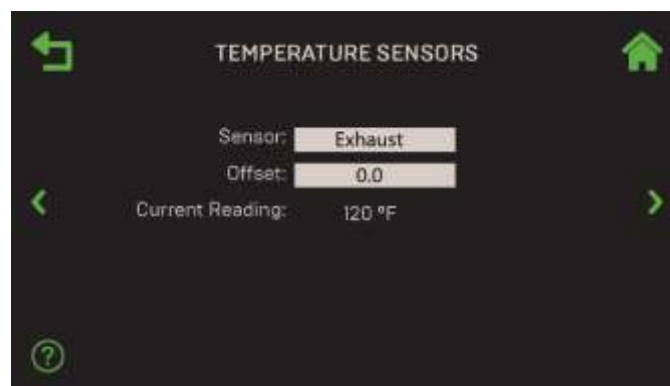 TEMPERATURE SENSORS
Sensor: Exhaust
Offset: 0.0
Current Reading: 120 °F
?